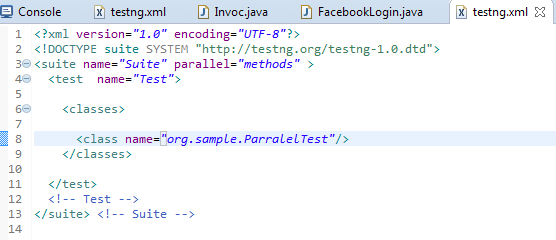 Console testng.xml Invoc.java FacebookLogin.java testng.xml
1 <?xml version="1.0" encoding="UTF-8"?>
2 <!DOCTYPE suite SYSTEM "http://testng.org/testng-1.0.dtd">
3 <suite name="Suite" parallel="methods" >
4 <test  name="Test">
5
6 <classes>
7
8 <class name="org.sample.ParralelTest"/>
9 </classes>
10
11 </test>
12 <!-- Test -->
13 </suite> <!-- Suite -->
14